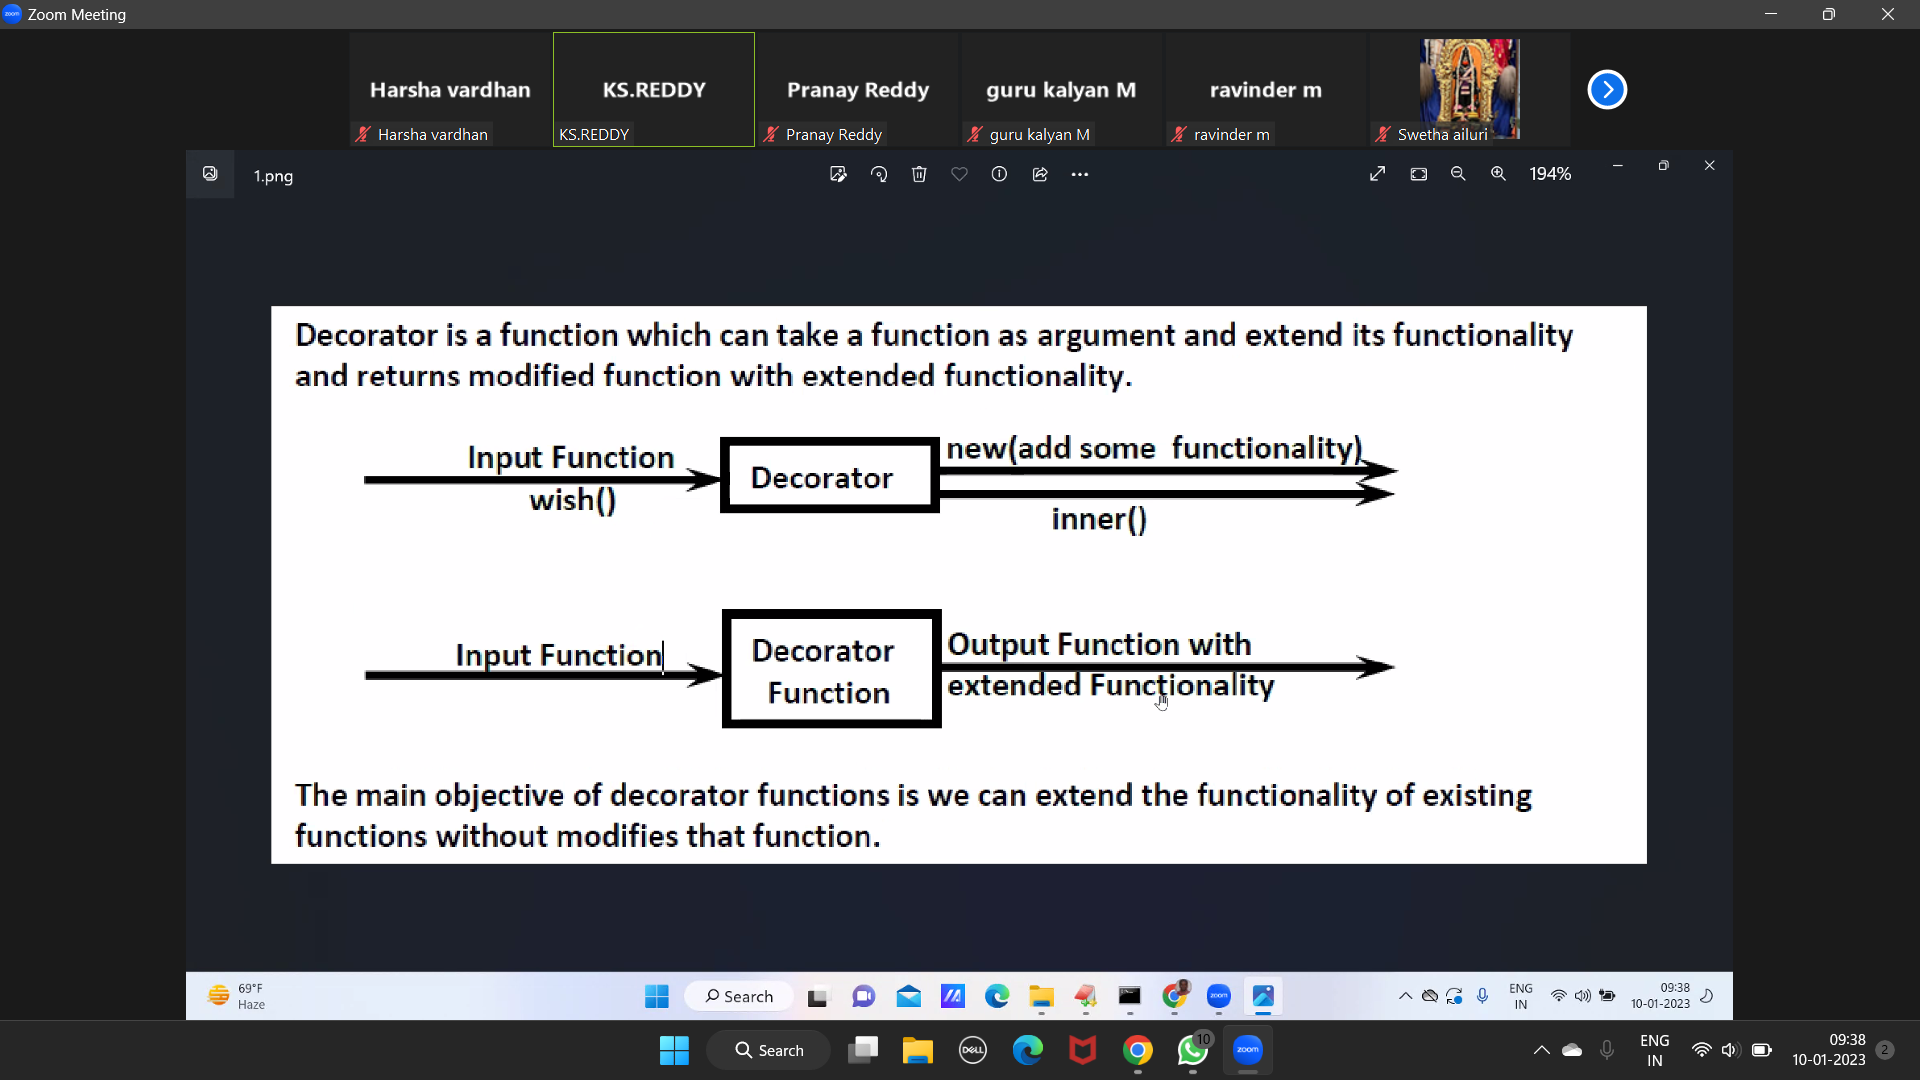 zoom Zoom Meeting
Harsha vardhan
KS.REDDY
Pranay Reddy
guru kalyan M
ravinder m
Harsha vardhan
KS.REDDY
Pranay Reddy
guru kalyan M
ravinder m
Swetha ailuri
1.png
194%
Decorator is a function which can take a function as argument and extend its functionality
and returns modified function with extended functionality.
Input Function
wish()
Decorator
new(add some functionality)
inner()
Input Function
Decorator
Function
Output Function with
extended Functionality
The main objective of decorator functions is we can extend the functionality of existing
functions without modifies that function.
69°F
Haze
Search
zoom
ENG
IN
09:38
10-01-2023
Search
DELL
10
zoom
ENG
IN
09:38
10-01-2023
2